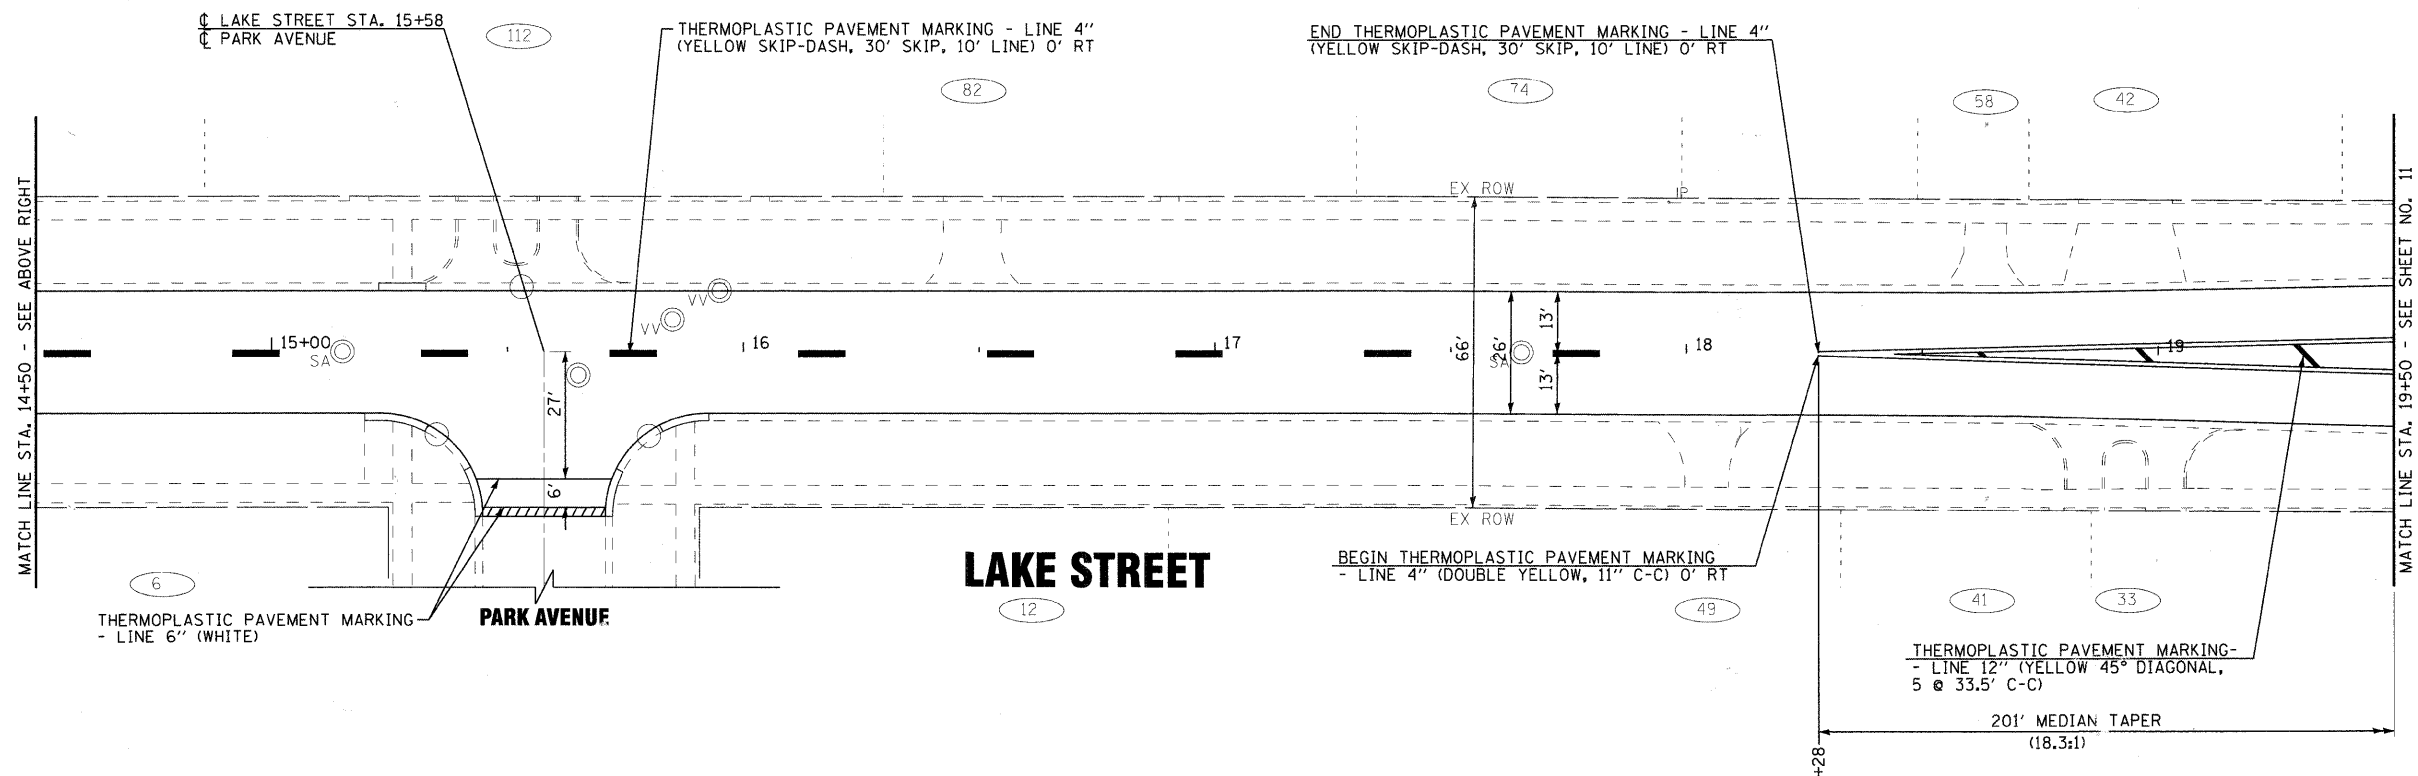 ℄ LAKE STREET STA. 15+58
℄ PARK AVENUE
112
THERMOPLASTIC PAVEMENT MARKING - LINE 4"
(YELLOW SKIP-DASH, 30' SKIP, 10' LINE) 0' RT
82
END THERMOPLASTIC PAVEMENT MARKING - LINE 4"
(YELLOW SKIP-DASH, 30' SKIP, 10' LINE) 0' RT
74
58
42
MATCH LINE STA. 14+50 - SEE ABOVE RIGHT
EX ROW
IP
VV
VV
15+00
SA
16
17
66'
26'
13'
13'
SA
18
19
27'
6'
EX ROW
MATCH LINE STA. 19+50 - SEE SHEET NO. 11
LAKE STREET
BEGIN THERMOPLASTIC PAVEMENT MARKING
- LINE 4" (DOUBLE YELLOW, 11" C-C) 0' RT
6
THERMOPLASTIC PAVEMENT MARKING
- LINE 6" (WHITE)
PARK AVENUE
12
49
41
33
THERMOPLASTIC PAVEMENT MARKING-
- LINE 12" (YELLOW 45° DIAGONAL,
5 @ 33.5' C-C)
201' MEDIAN TAPER
(18.3:1)
+28